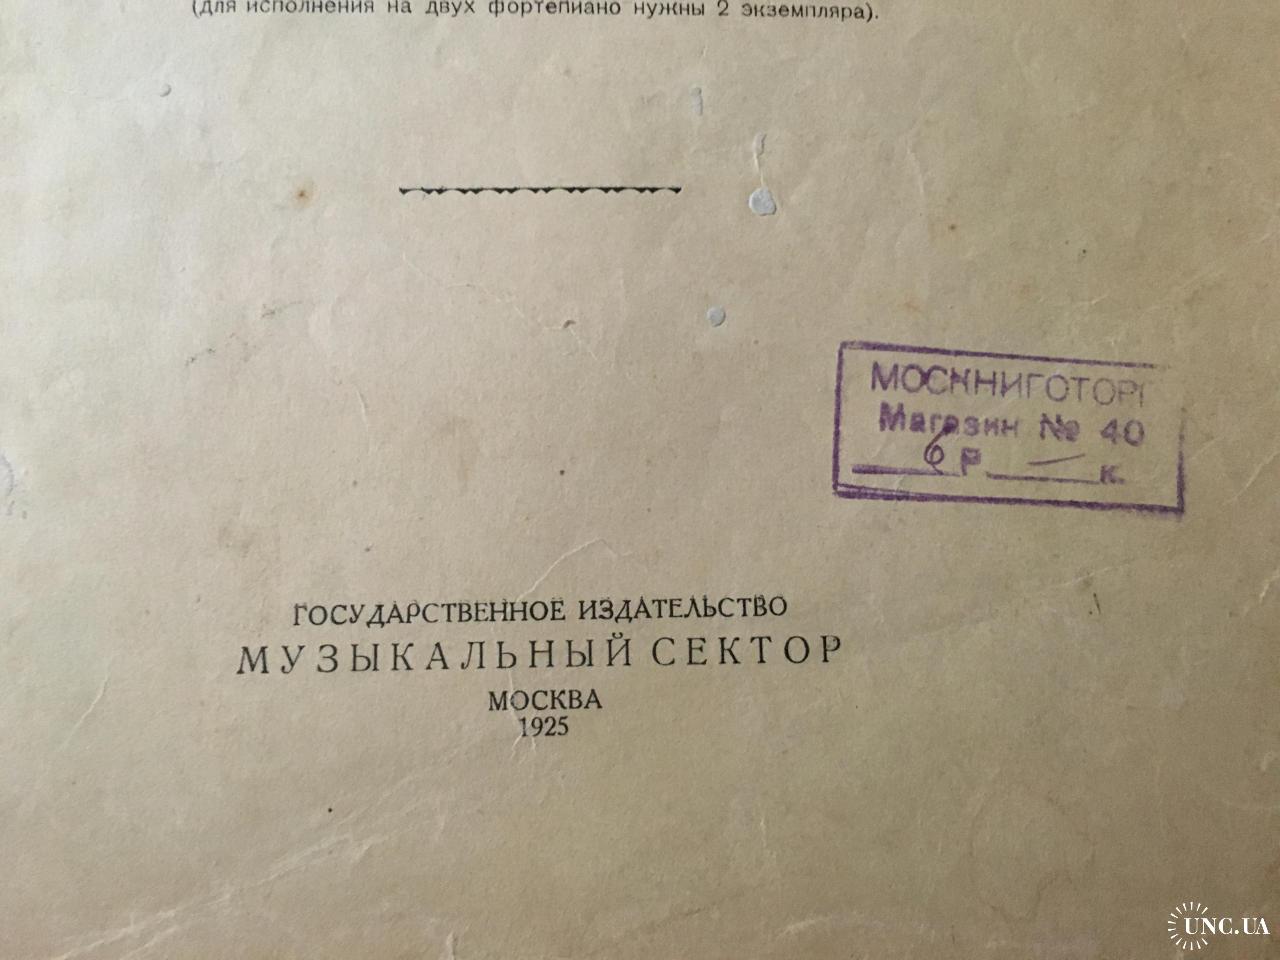 (для исполнения на двух фортепиано нужны 2 экземпляра).
МОСКНИГОТОРГ
Магазин № 40
6 Р — К.
ГОСУДАРСТВЕННОЕ ИЗДАТЕЛЬСТВО
МУЗЫКАЛЬНЫЙ СЕКТОР
МОСКВА
1925
UNC.UA